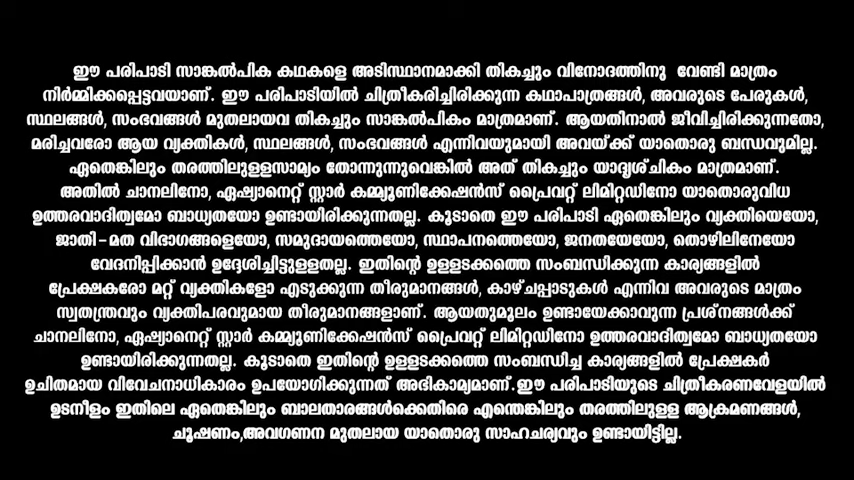 ഈ പരിപാടി സാങ്കൽപിക കഥകളെ അടിസ്ഥാനമാക്കി തികച്ചും വിനോദത്തിനു വേണ്ടി മാത്രം
നിർമ്മിക്കപ്പെട്ടവയാണ്. ഈ പരിപാടിയിൽ ചിത്രീകരിച്ചിരിക്കുന്ന കഥാപാത്രങ്ങൾ, അവരുടെ പേരുകൾ,
സ്ഥലങ്ങൾ, സംഭവങ്ങൾ മുതലായവ തികച്ചും സാങ്കൽപികം മാത്രമാണ്. ആയതിനാൽ ജീവിച്ചിരിക്കുന്നതോ,
മരിച്ചവരോ ആയ വ്യക്തികൾ, സ്ഥലങ്ങൾ, സംഭവങ്ങൾ എന്നിവയുമായി അവയ്ക്ക് യാതൊരു ബന്ധവുമില്ല.
ഏതെങ്കിലും തരത്തിലുള്ളസാമ്യം തോന്നുന്നുവെങ്കിൽ അത് തികച്ചും യാദൃശ്ചികം മാത്രമാണ്.
അതിൽ ചാനലിനോ, ഏഷ്യാനെറ്റ് സ്റ്റാർ കമ്മ്യൂണിക്കേഷൻസ് പ്രൈവറ്റ് ലിമിറ്റഡിനോ യാതൊരുവിധ
ഉത്തരവാദിത്വമോ ബാധ്യതയോ ഉണ്ടായിരിക്കുന്നതല്ല. കൂടാതെ ഈ പരിപാടി ഏതെങ്കിലും വ്യക്തിയെയോ,
ജാതി-മത വിഭാഗങ്ങളെയോ, സമുദായത്തെയോ, സ്ഥാപനത്തെയോ, ജനതയേയോ, തൊഴിലിനേയോ
വേദനിപ്പിക്കാൻ ഉദ്ദേശിച്ചിട്ടുള്ളതല്ല. ഇതിന്റെ ഉള്ളടക്കത്തെ സംബന്ധിക്കുന്ന കാര്യങ്ങളിൽ
പ്രേക്ഷകരോ മറ്റ് വ്യക്തികളോ എടുക്കുന്ന തീരുമാനങ്ങൾ, കാഴ്ചപ്പാടുകൾ എന്നിവ അവരുടെ മാത്രം
സ്വതന്ത്രവും വ്യക്തിപരവുമായ തീരുമാനങ്ങളാണ്. ആയതുമൂലം ഉണ്ടായേക്കാവുന്ന പ്രശ്നങ്ങൾക്ക്
ചാനലിനോ, ഏഷ്യാനെറ്റ് സ്റ്റാർ കമ്മ്യൂണിക്കേഷൻസ് പ്രൈവറ്റ് ലിമിറ്റഡിനോ ഉത്തരവാദിത്വമോ ബാധ്യതയോ
ഉണ്ടായിരിക്കുന്നതല്ല. കൂടാതെ ഇതിന്റെ ഉള്ളടക്കത്തെ സംബന്ധിച്ച കാര്യങ്ങളിൽ പ്രേക്ഷകർ
ഉചിതമായ വിവേചനാധികാരം ഉപയോഗിക്കുന്നത് അഭികാമ്യമാണ്.ഈ പരിപാടിയുടെ ചിത്രീകരണവേളയിൽ
ഉടനീളം ഇതിലെ ഏതെങ്കിലും ബാലതാരങ്ങൾക്കെതിരെ എന്തെങ്കിലും തരത്തിലുള്ള ആക്രമണങ്ങൾ,
ചൂഷണം,അവഗണന മുതലായ യാതൊരു സാഹചര്യവും ഉണ്ടായിട്ടില്ല.